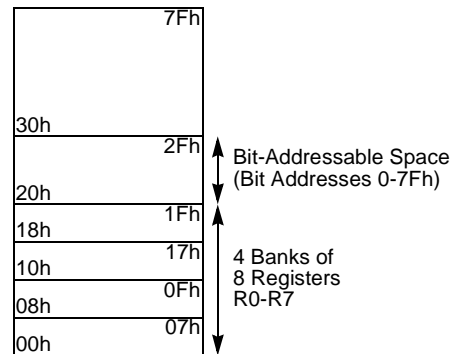 7Fh
30h
2Fh
Bit-Addressable Space
(Bit Addresses 0-7Fh)
20h
1Fh
18h
17h
4 Banks of
8 Registers
R0-R7
10h
0Fh
08h
07h
00h